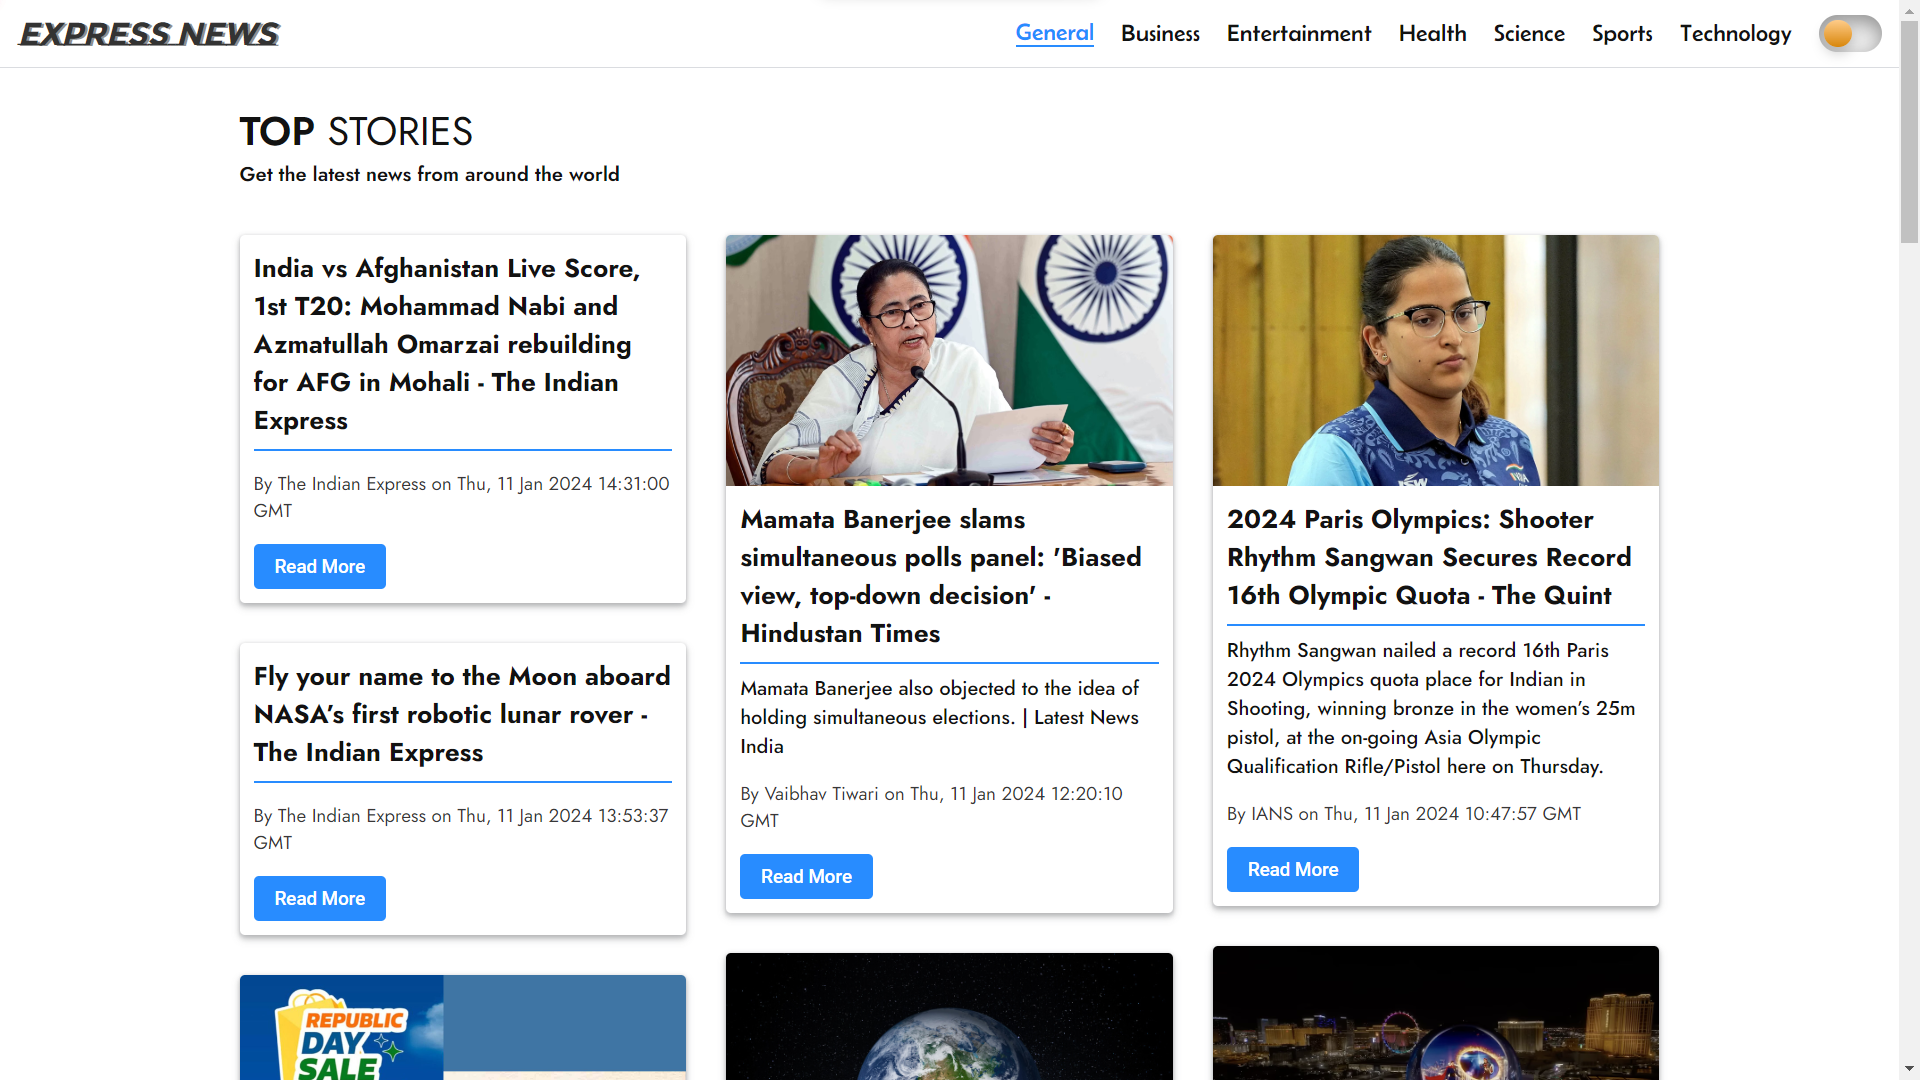 EXPRESS NEWS
General Business Entertainment Health Science Sports Technology
TOP STORIES
Get the latest news from around the world
India vs Afghanistan Live Score,
1st T20: Mohammad Nabi and
Azmatullah Omarzai rebuilding
for AFG in Mohali - The Indian
Express
By The Indian Express on Thu, 11 Jan 2024 14:31:00
GMT
Read More
Fly your name to the Moon aboard
NASA’s first robotic lunar rover -
The Indian Express
By The Indian Express on Thu, 11 Jan 2024 13:53:37
GMT
Read More
REPUBLIC
DAY
SALE
Mamata Banerjee slams
simultaneous polls panel: 'Biased
view, top-down decision' -
Hindustan Times
Mamata Banerjee also objected to the idea of
holding simultaneous elections. | Latest News
India
By Vaibhav Tiwari on Thu, 11 Jan 2024 12:20:10
GMT
Read More
JSW
INDIA
2024 Paris Olympics: Shooter
Rhythm Sangwan Secures Record
16th Olympic Quota - The Quint
Rhythm Sangwan nailed a record 16th Paris
2024 Olympics quota place for Indian in
Shooting, winning bronze in the women’s 25m
pistol, at the on-going Asia Olympic
Qualification Rifle/Pistol here on Thursday.
By IANS on Thu, 11 Jan 2024 10:47:57 GMT
Read More